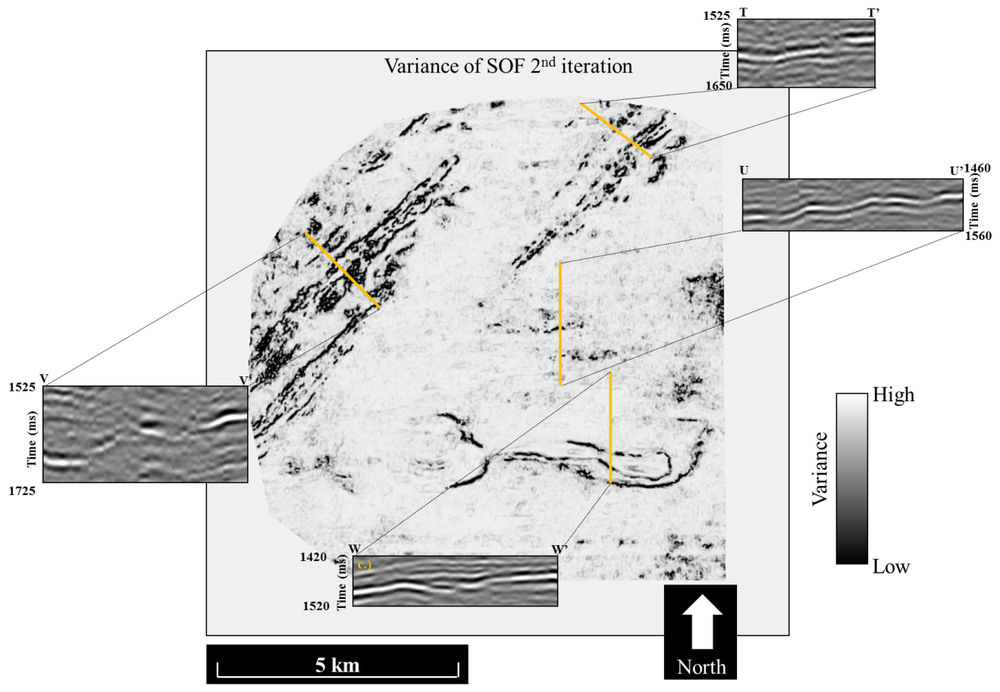 T T’
1525
Time (ms)
1650
Variance of SOF 2nd iteration
U U’
1460
Time (ms)
1560
V V’
1525
Time (ms)
1725
High
Variance
Low
W W’
1420
c.)
Time (ms)
1520
5 km
North